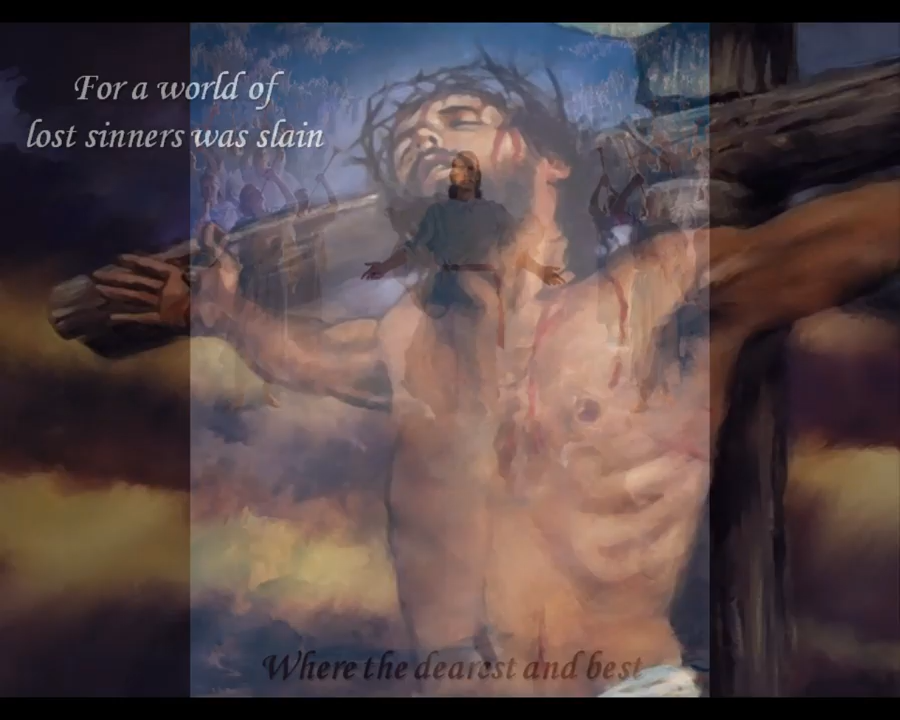 For a world of
lost sinners was slain
Where the dearest and best